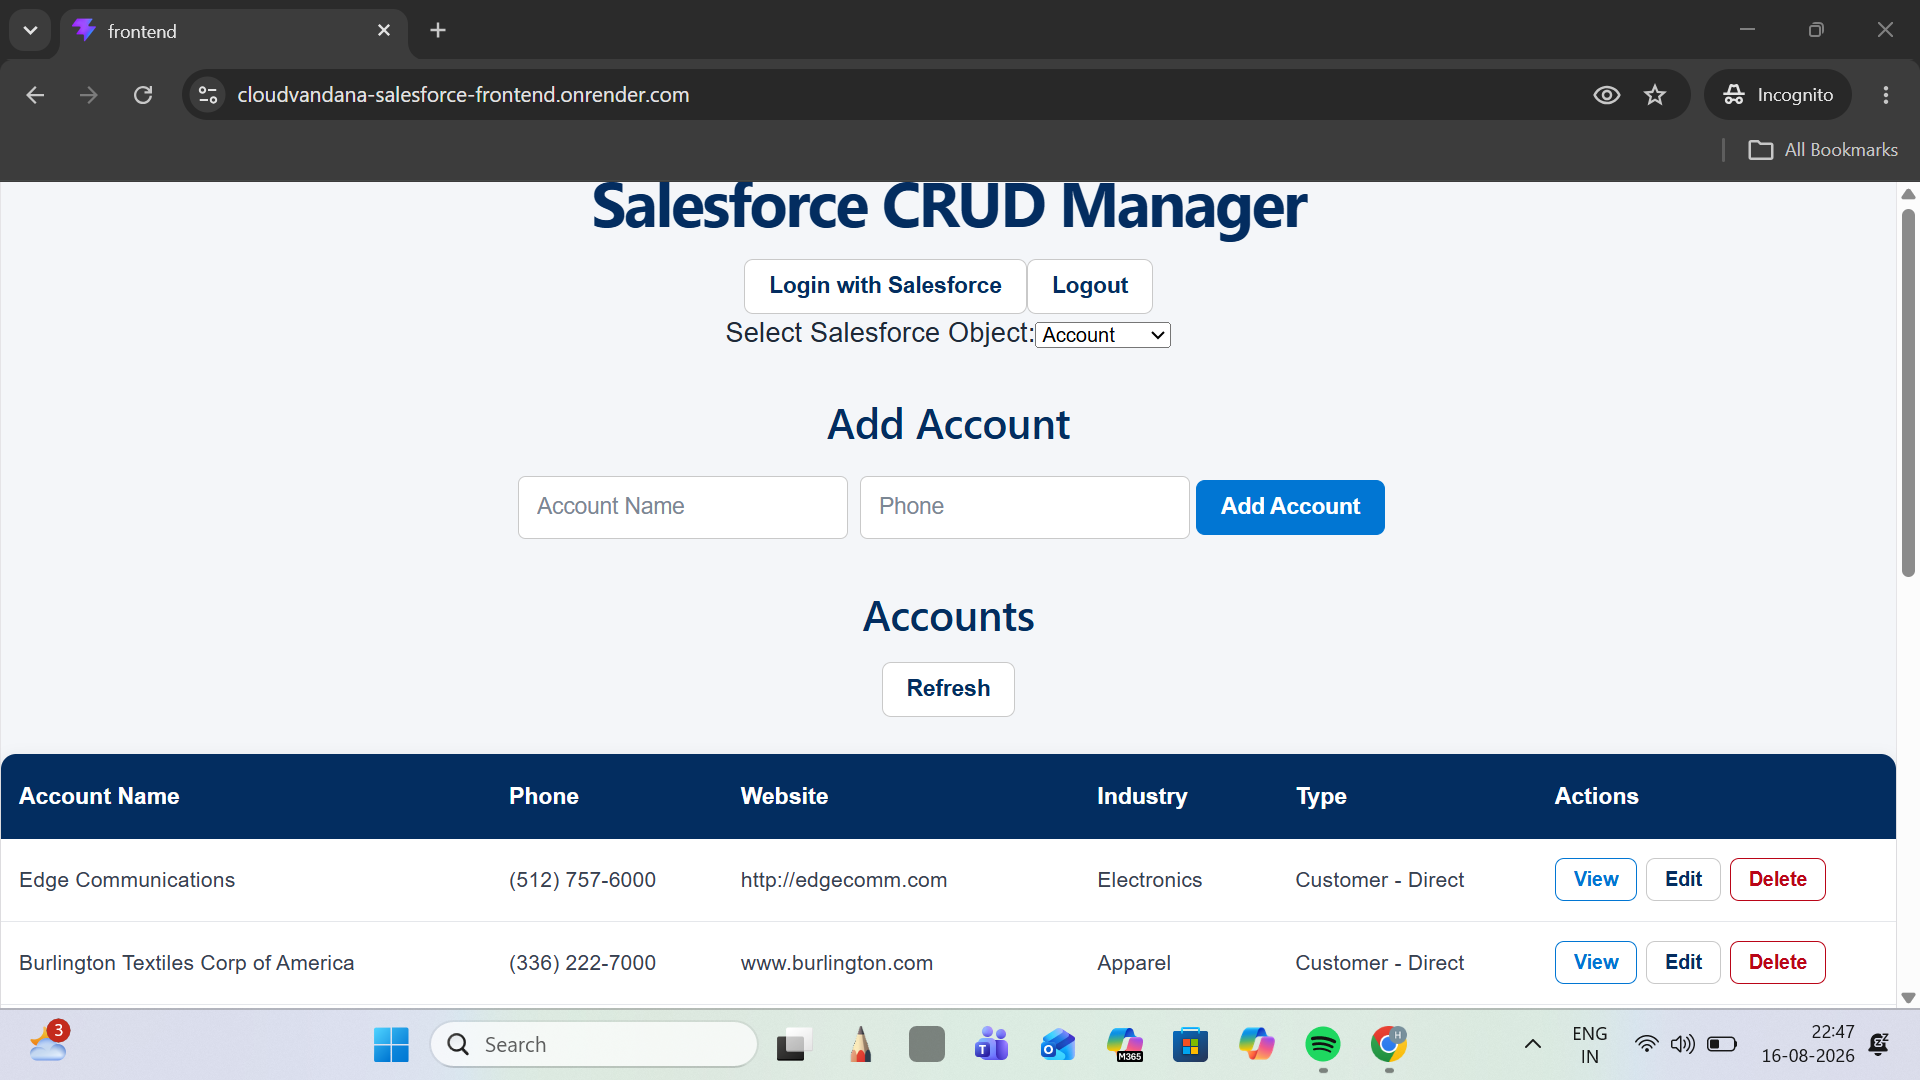 frontend
cloudvandana-salesforce-frontend.onrender.com
Incognito
All Bookmarks
Salesforce CRUD Manager
Login with Salesforce Logout
Select Salesforce Object: Account
Add Account
Account Name Phone Add Account
Accounts
Refresh
Account Name Phone Website Industry Type Actions
Edge Communications (512) 757-6000 http://edgecomm.com Electronics Customer - Direct View Edit Delete
Burlington Textiles Corp of America (336) 222-7000 www.burlington.com Apparel Customer - Direct View Edit Delete
3
Search
T
O
M365
H
ENG
IN
22:47
16-08-2026